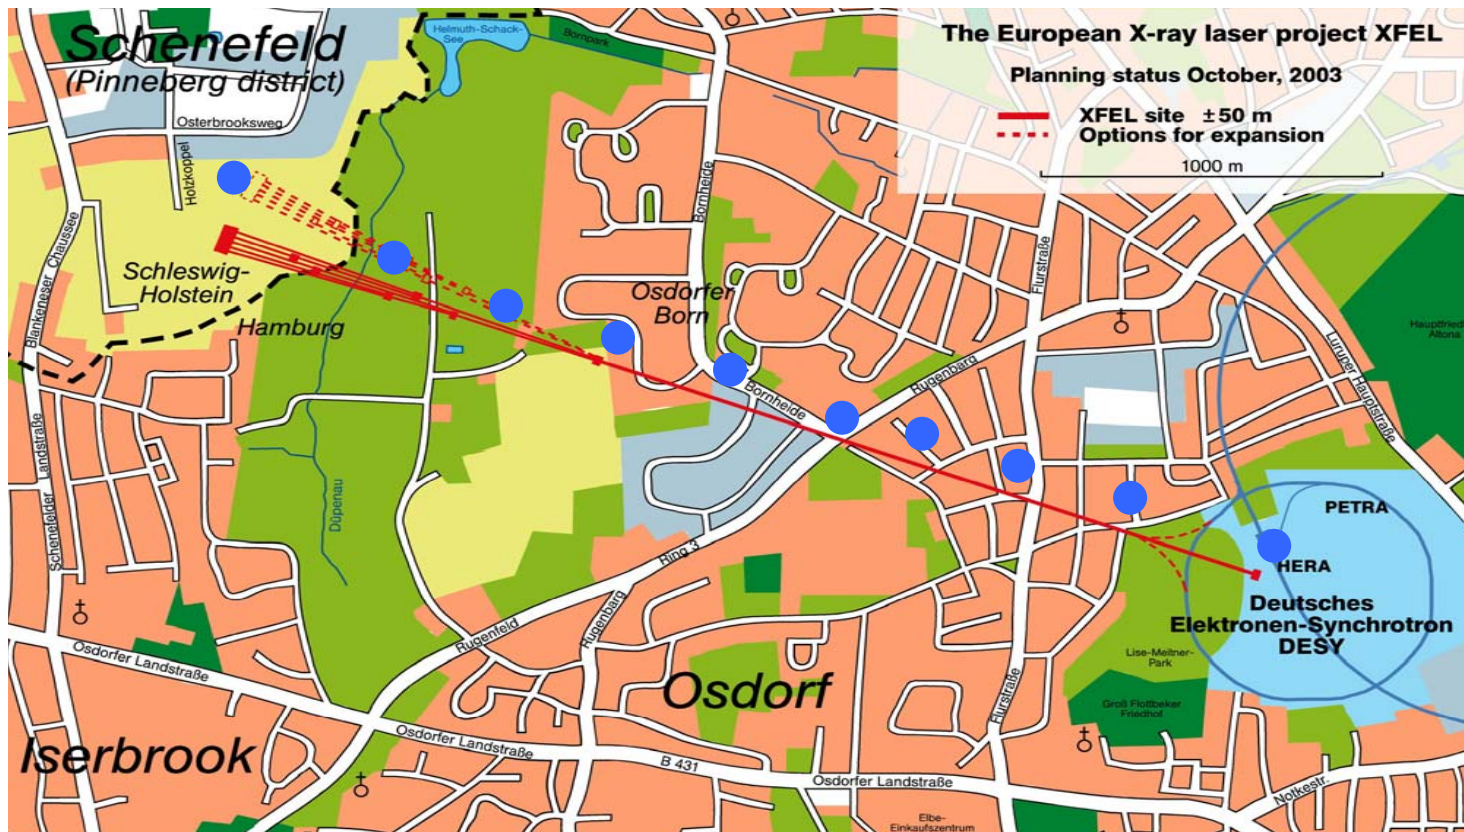 Schenefeld
(Pinneberg district)
Helmuth-Schack-
See
Bornpark
The European X-ray laser project XFEL
Planning status October, 2003
XFEL site ±50 m
Options for expansion
1000 m
Osterbrooksweg
Holzkoppel
Blankeneser Chaussee
Bornheide
Flurstraße
Schleswig-
Holstein
Hamburg
Osdorfer
Born
Bornheide
Rugenbarg
Luruper Hauptstraße
Altona
Schenefelder Landstraße
Düpenau
Ring 3
PETRA
HERA
Deutsches
Elektronen-Synchrotron
DESY
Rugenfeld
Rugenbarg
Lise-Meitner-
Park
Osdorfer Landstraße
Osdorf
Flurstraße
Groß Flottbeker
Friedhof
Iserbrook
Osdorfer Landstraße
B 431
Osdorfer Landstraße
Notkestr.
Elbe-
Einkaufszentrum